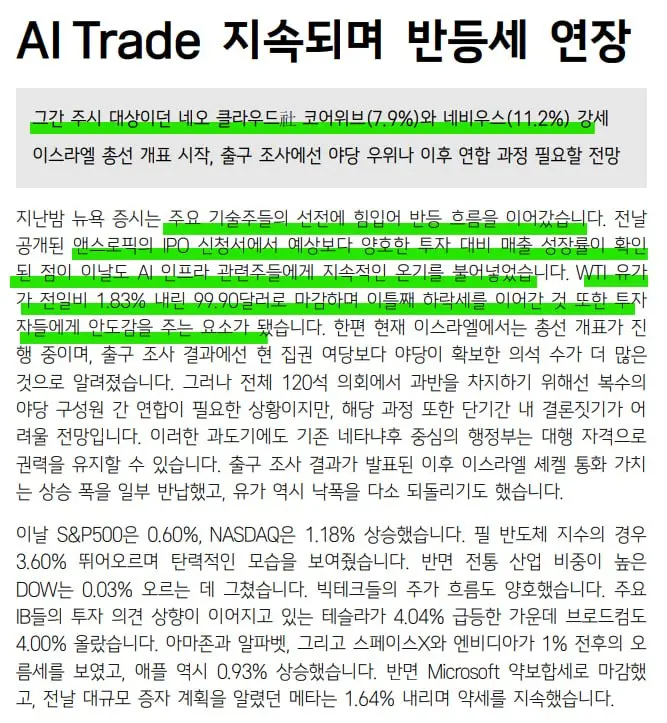 AI Trade 지속되며 반등세 연장
그간 주시 대상이던 네오 클라우드社 코어위브(7.9%)와 네비우스(11.2%) 강세
이스라엘 총선 개표 시작, 출구 조사에선 야당 우위나 이후 연합 과정 필요할 전망
지난밤 뉴욕 증시는 주요 기술주들의 선전에 힘입어 반등 흐름을 이어갔습니다. 전날
공개된 앤스로픽의 IPO 신청서에서 예상보다 양호한 투자 대비 매출 성장률이 확인
된 점이 이날도 AI 인프라 관련주들에게 지속적인 온기를 불어넣었습니다. WTI 유가
가 전일비 1.83% 내린 99.90달러로 마감하며 이틀째 하락세를 이어간 것 또한 투자
자들에게 안도감을 주는 요소가 됐습니다. 한편 현재 이스라엘에서는 총선 개표가 진
행 중이며, 출구 조사 결과에선 현 집권 여당보다 야당이 확보한 의석 수가 더 많은
것으로 알려졌습니다. 그러나 전체 120석 의회에서 과반을 차지하기 위해선 복수의
야당 구성원 간 연합이 필요한 상황이지만, 해당 과정 또한 단기간 내 결론짓기가 어
려울 전망입니다. 이러한 과도기에도 기존 네타냐후 중심의 행정부는 대행 자격으로
권력을 유지할 수 있습니다. 출구 조사 결과가 발표된 이후 이스라엘 셰켈 통화 가치
는 상승 폭을 일부 반납했고, 유가 역시 낙폭을 다소 되돌리기도 했습니다.
이날 S&P500은 0.60%, NASDAQ은 1.18% 상승했습니다. 필 반도체 지수의 경우
3.60% 뛰어오르며 탄력적인 모습을 보여줬습니다. 반면 전통 산업 비중이 높은
DOW는 0.03% 오르는 데 그쳤습니다. 빅테크들의 주가 흐름도 양호했습니다. 주요
IB들의 투자 의견 상향이 이어지고 있는 테슬라가 4.04% 급등한 가운데 브로드컴도
4.00% 올랐습니다. 아마존과 알파벳, 그리고 스페이스X와 엔비디아가 1% 전후의 오
름세를 보였고, 애플 역시 0.93% 상승했습니다. 반면 Microsoft 약보합세로 마감했
고, 전날 대규모 증자 계획을 알렸던 메타는 1.64% 내리며 약세를 지속했습니다.